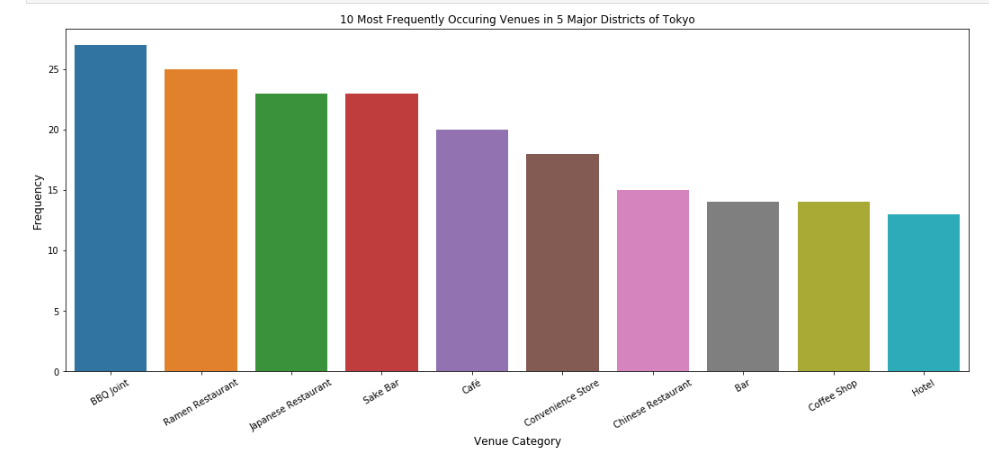 10 Most Frequently Occuring Venues in 5 Major Districts of Tokyo
Frequency
25
20
15
10
5
0
BBQ Joint
Ramen Restaurant
Japanese Restaurant
Sake Bar
Café
Convenience Store
Chinese Restaurant
Bar
Coffee Shop
Hotel
Venue Category